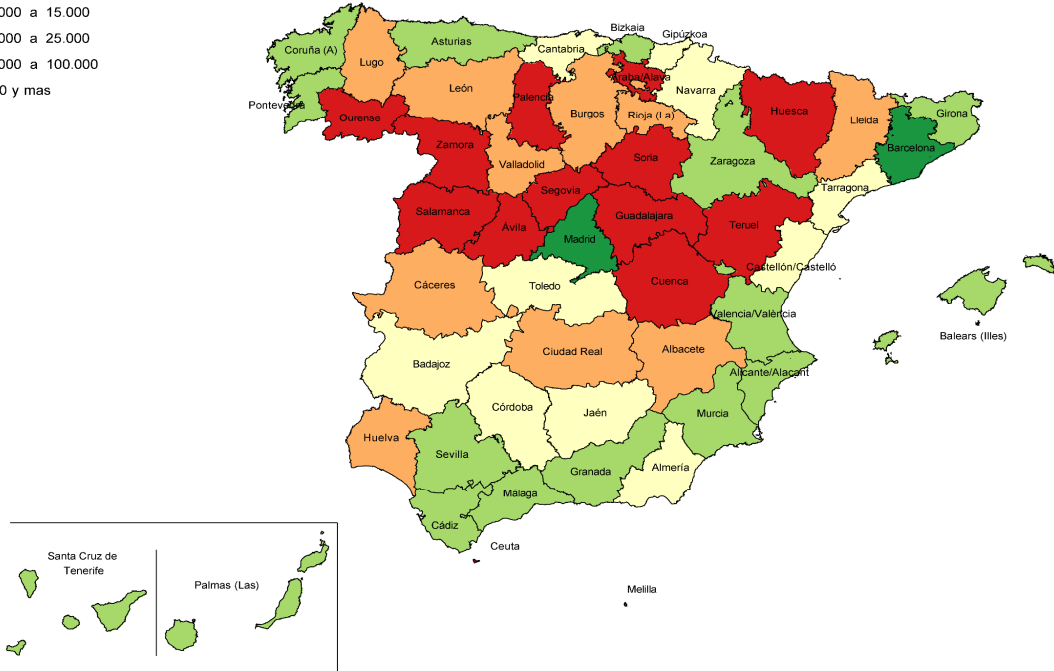 000 a 15.000
000 a 25.000
000 a 100.000
0 y mas
Bizkaia
Gipúzkoa
Coruña (A)
Asturias
Cantabria
Lugo
León
Palencia
Araba/Alava
Navarra
Pontevedra
Ourense
Burgos
Rioja (La)
Huesca
Lleida
Girona
Barcelona
Zamora
Valladolid
Soria
Zaragoza
Tarragona
Segovia
Salamanca
Ávila
Madrid
Guadalajara
Teruel
Castellón/Castelló
Cáceres
Toledo
Cuenca
Valencia/València
Balears (Illes)
Badajoz
Ciudad Real
Albacete
Alicante/Alacant
Córdoba
Jaén
Murcia
Huelva
Sevilla
Granada
Almería
Málaga
Cádiz
Ceuta
Melilla
Santa Cruz de
Tenerife
Palmas (Las)